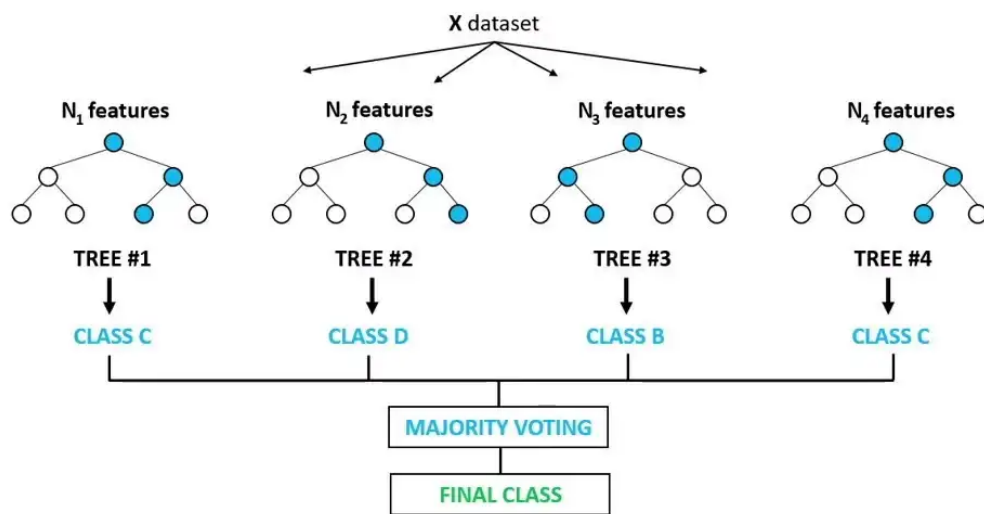 X dataset
N₁ features
N₂ features
N₃ features
N₄ features
TREE #1
TREE #2
TREE #3
TREE #4
CLASS C
CLASS D
CLASS B
CLASS C
MAJORITY VOTING
FINAL CLASS